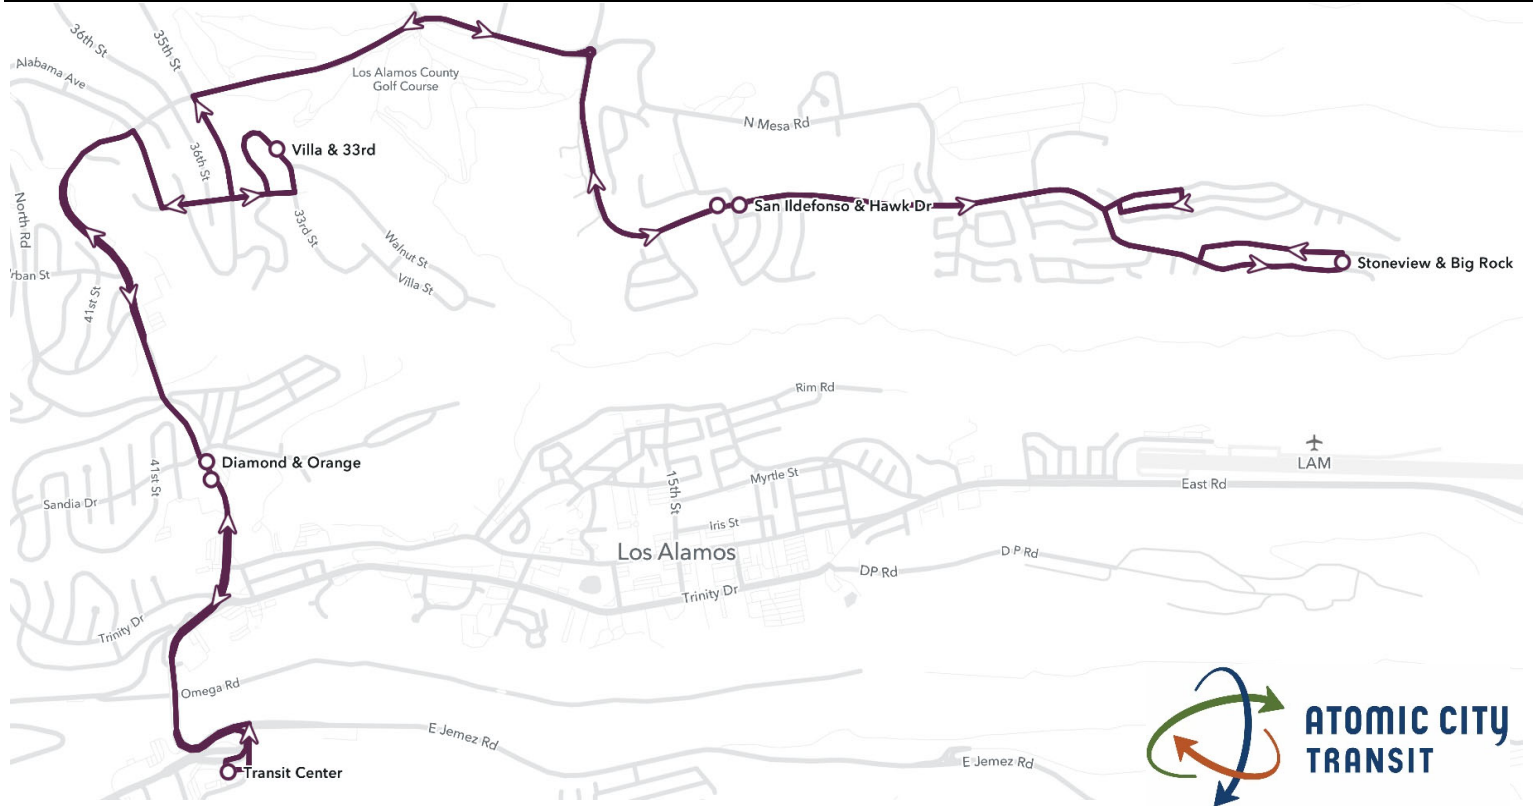 36th St
35th St
Alabama Ave
Los Alamos County
Golf Course
N Mesa Rd
36th St
Villa & 33rd
San Ildefonso & Hawk Dr
North Rd
33rd St
Walnut St
Villa St
Stoneview & Big Rock
rban St
41st St
Rim Rd
Diamond & Orange
41st St
LAM
Myrtle St
15th St
East Rd
Sandia Dr
Iris St
Los Alamos
D P Rd
DP Rd
Trinity Dr
Trinity Dr
Omega Rd
E Jemez Rd
E Jemez Rd
Transit Center
ATOMIC CITY
TRANSIT